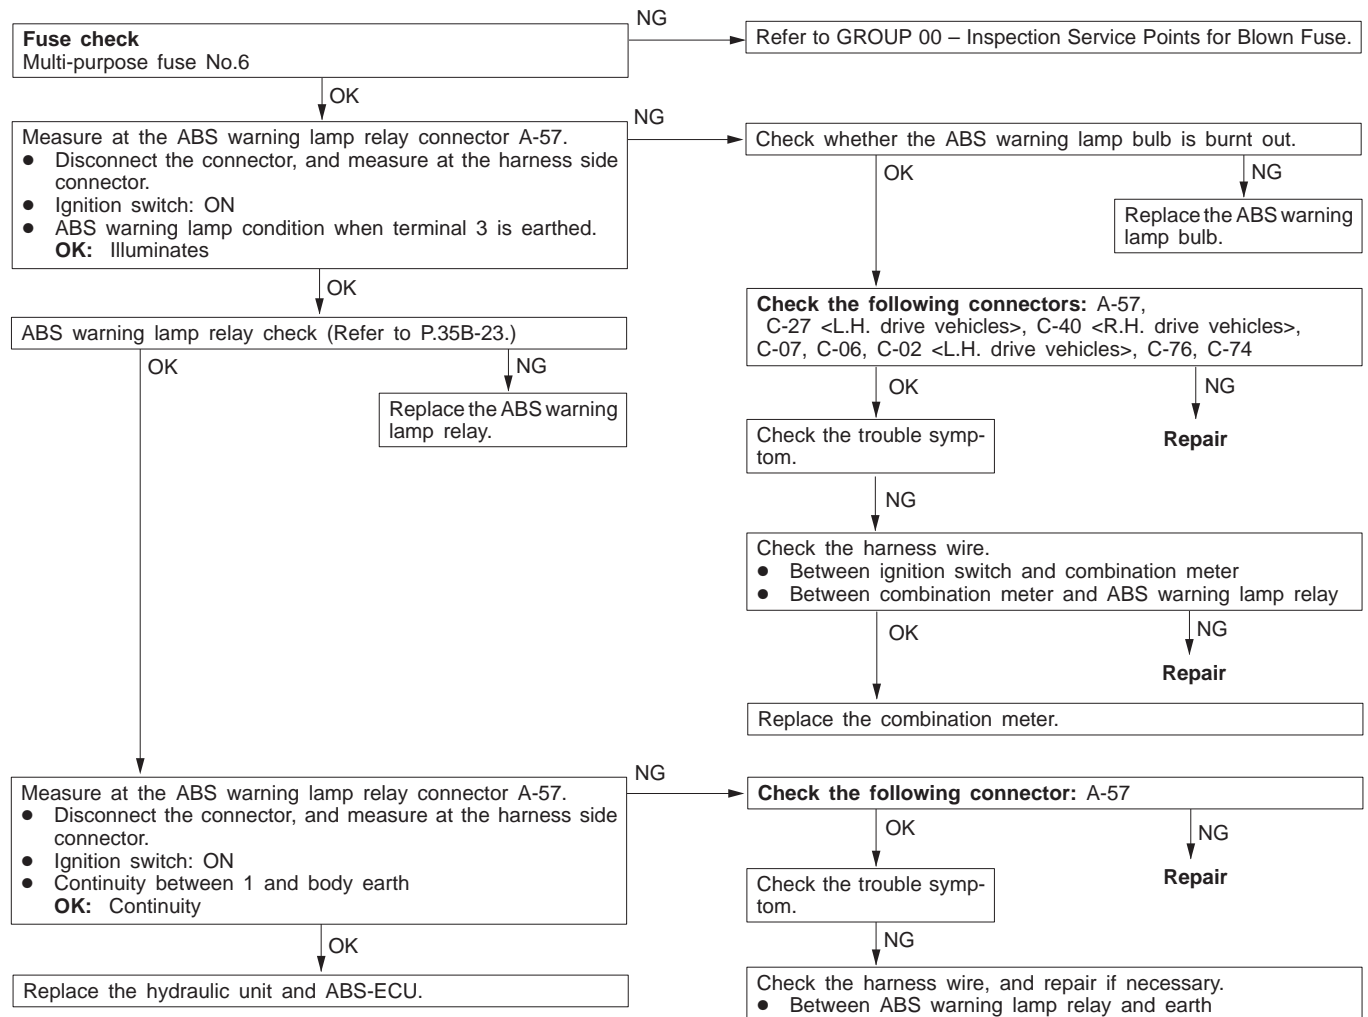 Fuse check
Multi-purpose fuse No.6
NG
Refer to GROUP 00 – Inspection Service Points for Blown Fuse.
OK
Measure at the ABS warning lamp relay connector A-57.
● Disconnect the connector, and measure at the harness side
connector.
● Ignition switch: ON
● ABS warning lamp condition when terminal 3 is earthed.
OK: Illuminates
NG
Check whether the ABS warning lamp bulb is burnt out.
OK
NG
Replace the ABS warning
lamp bulb.
OK
ABS warning lamp relay check (Refer to P.35B-23.)
OK
NG
Replace the ABS warning
lamp relay.
Check the following connectors: A-57,
C-27 <L.H. drive vehicles>, C-40 <R.H. drive vehicles>,
C-07, C-06, C-02 <L.H. drive vehicles>, C-76, C-74
OK
NG
Check the trouble symp-
tom.
Repair
NG
Check the harness wire.
● Between ignition switch and combination meter
● Between combination meter and ABS warning lamp relay
OK
NG
Repair
Replace the combination meter.
Measure at the ABS warning lamp relay connector A-57.
● Disconnect the connector, and measure at the harness side
connector.
● Ignition switch: ON
● Continuity between 1 and body earth
OK: Continuity
NG
Check the following connector: A-57
OK
NG
Check the trouble symp-
tom.
Repair
OK
NG
Replace the hydraulic unit and ABS-ECU.
Check the harness wire, and repair if necessary.
● Between ABS warning lamp relay and earth